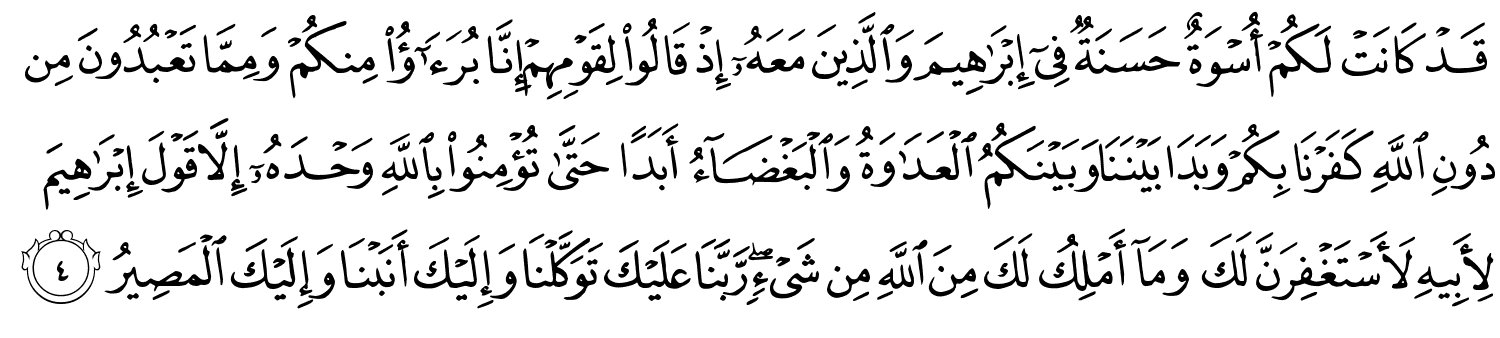 قَدْ كَانَتْ لَكُمْ أُسْوَةٌ حَسَنَةٌ فِىٓ إِبْرَٰهِيمَ وَٱلَّذِينَ مَعَهُۥٓ إِذْ قَالُوا۟ لِقَوْمِهِمْ إِنَّا بُرَءَٰٓؤُا۟ مِنكُمْ وَمِمَّا تَعْبُدُونَ مِن
دُونِ ٱللَّهِ كَفَرْنَا بِكُمْ وَبَدَا بَيْنَنَا وَبَيْنَكُمُ ٱلْعَدَٰوَةُ وَٱلْبَغْضَآءُ أَبَدًا حَتَّىٰ تُؤْمِنُوا۟ بِٱللَّهِ وَحْدَهُۥٓ إِلَّا قَوْلَ إِبْرَٰهِيمَ
لِأَبِيهِ لَأَسْتَغْفِرَنَّ لَكَ وَمَآ أَمْلِكُ لَكَ مِنَ ٱللَّهِ مِن شَىْءٍ ۖ رَّبَّنَا عَلَيْكَ تَوَكَّلْنَا وَإِلَيْكَ أَنَبْنَا وَإِلَيْكَ ٱلْمَصِيرُ ٤